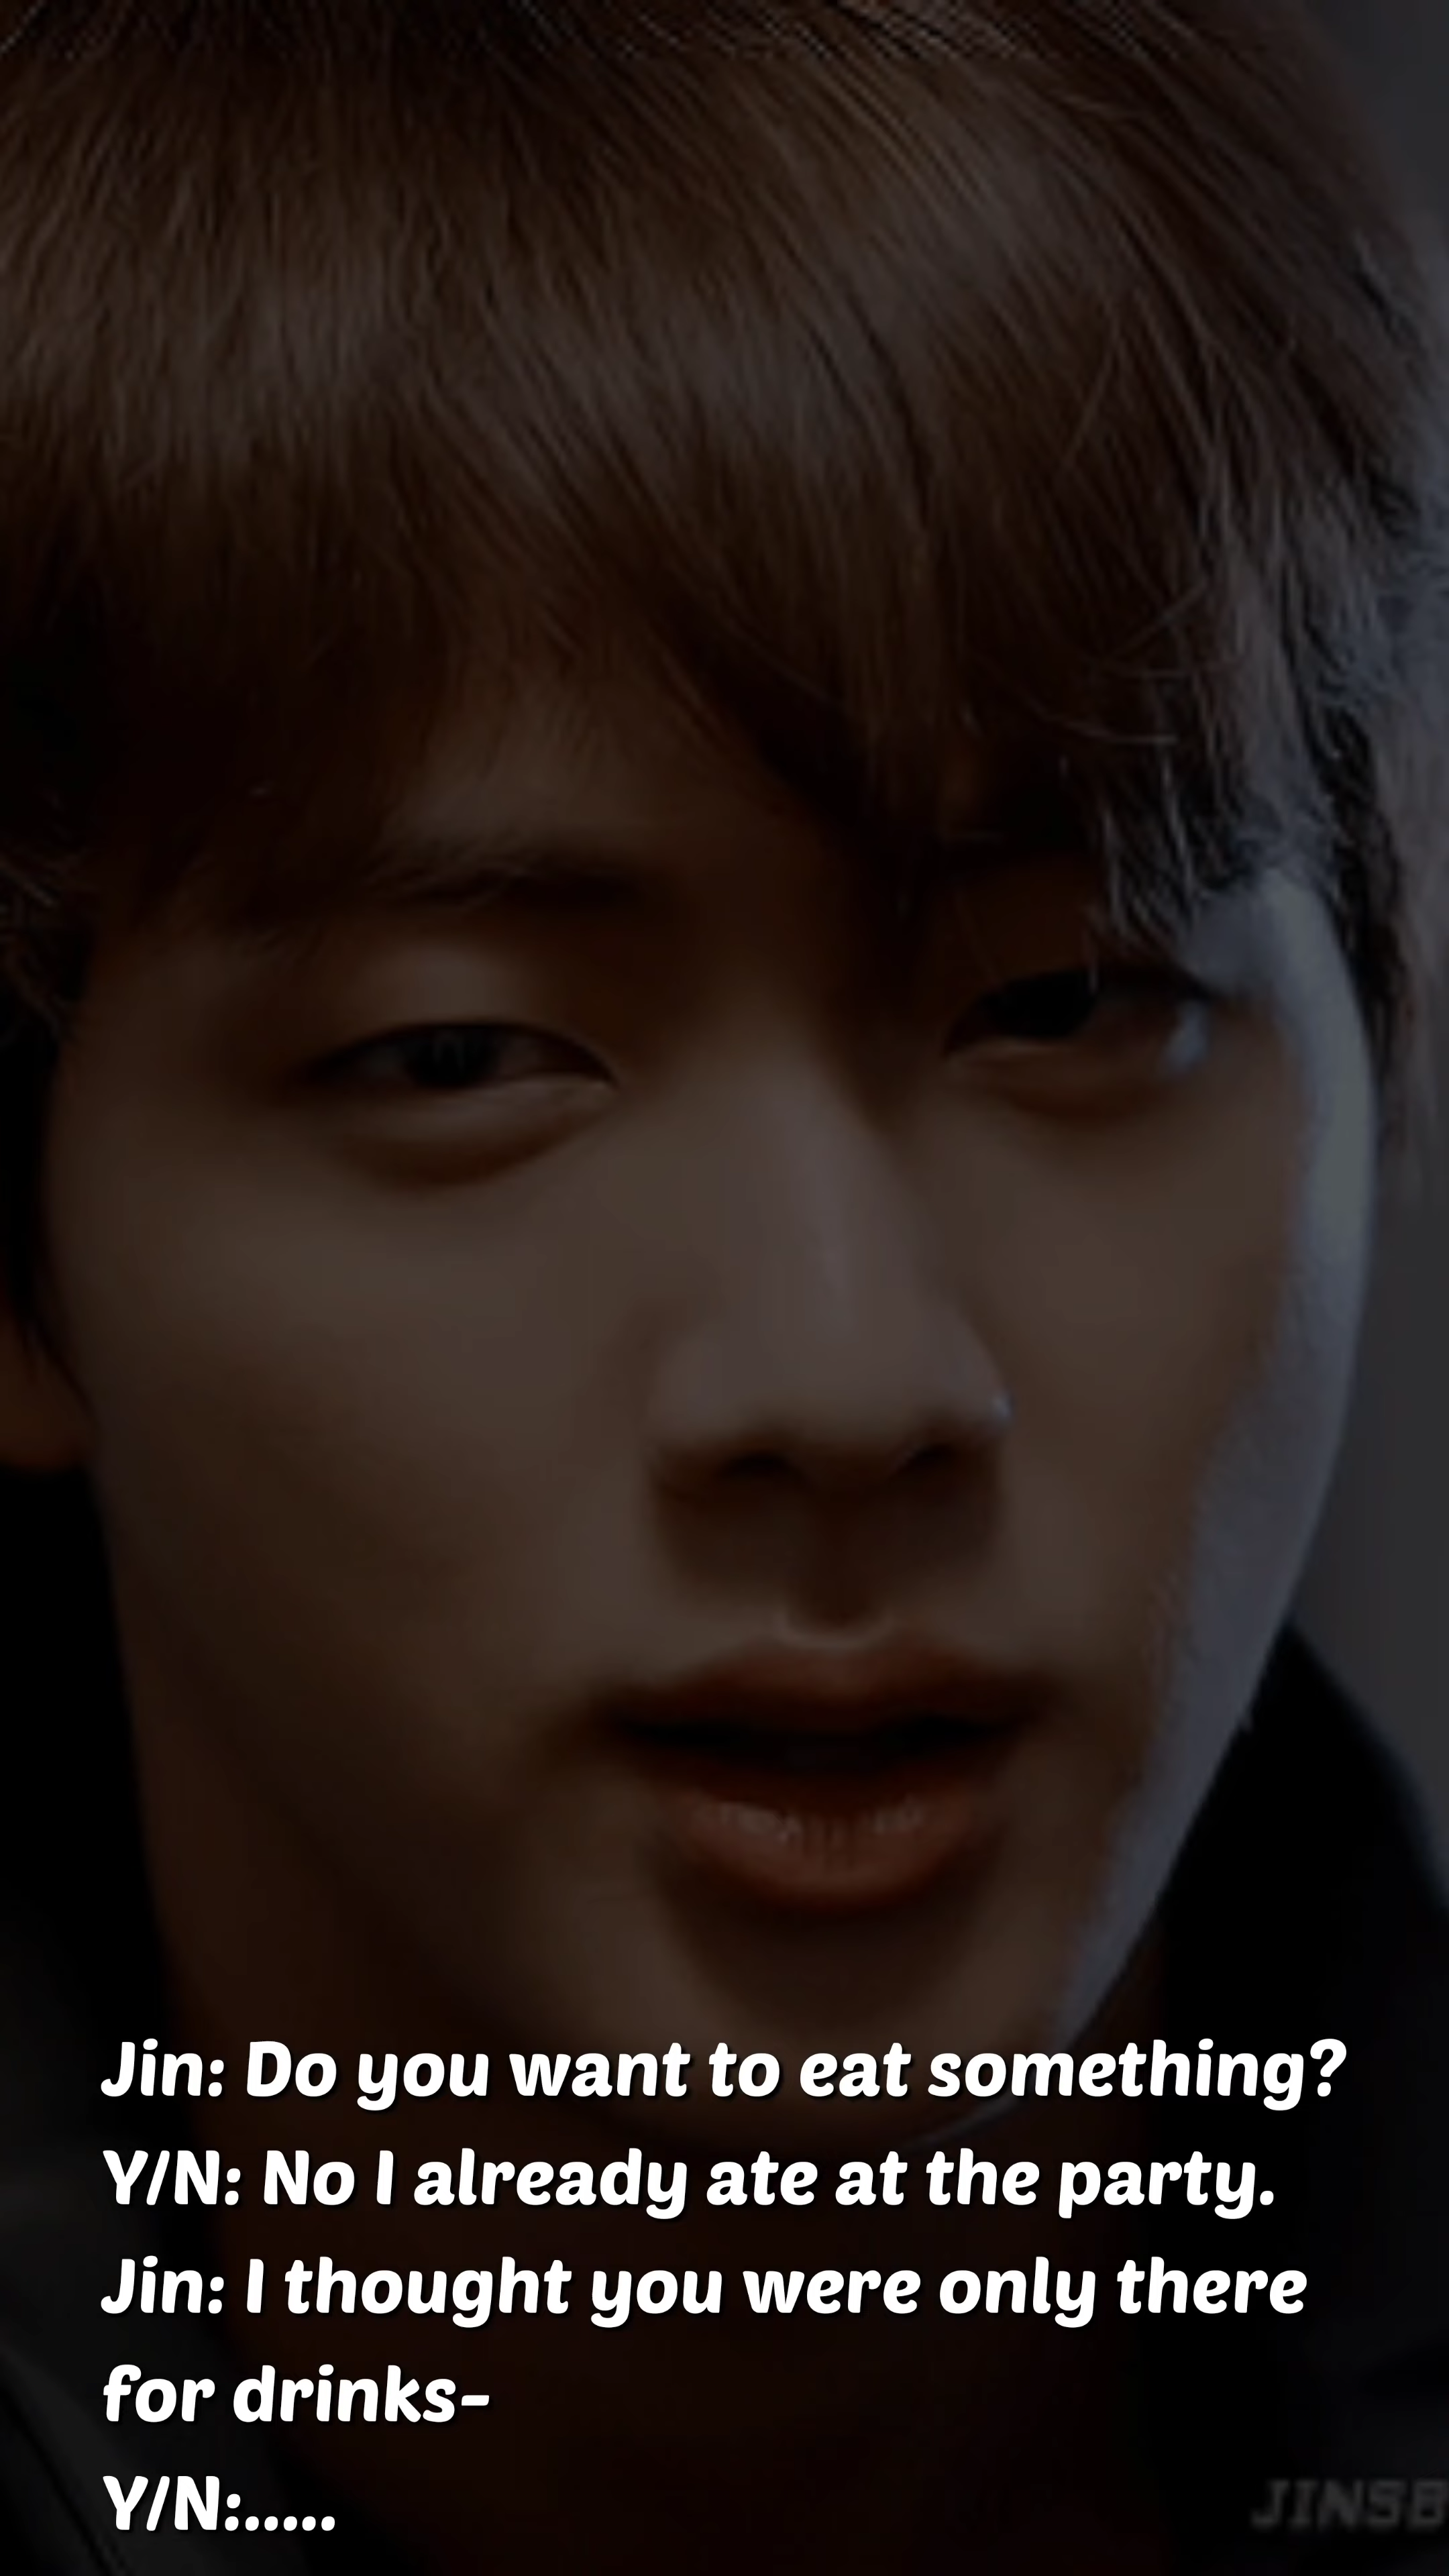 Jin: Do you want to eat something?
Y/N: No I already ate at the party.
Jin: I thought you were only there
for drinks-
Y/N:.....